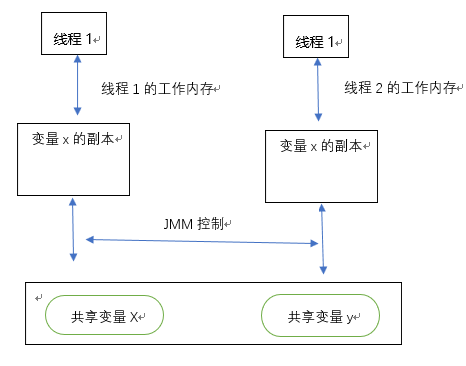 线程 1
线程 1
线程 1 的工作内存
线程 2 的工作内存
变量 x 的副本
变量 x 的副本
JMM 控制
共享变量 X
共享变量 y